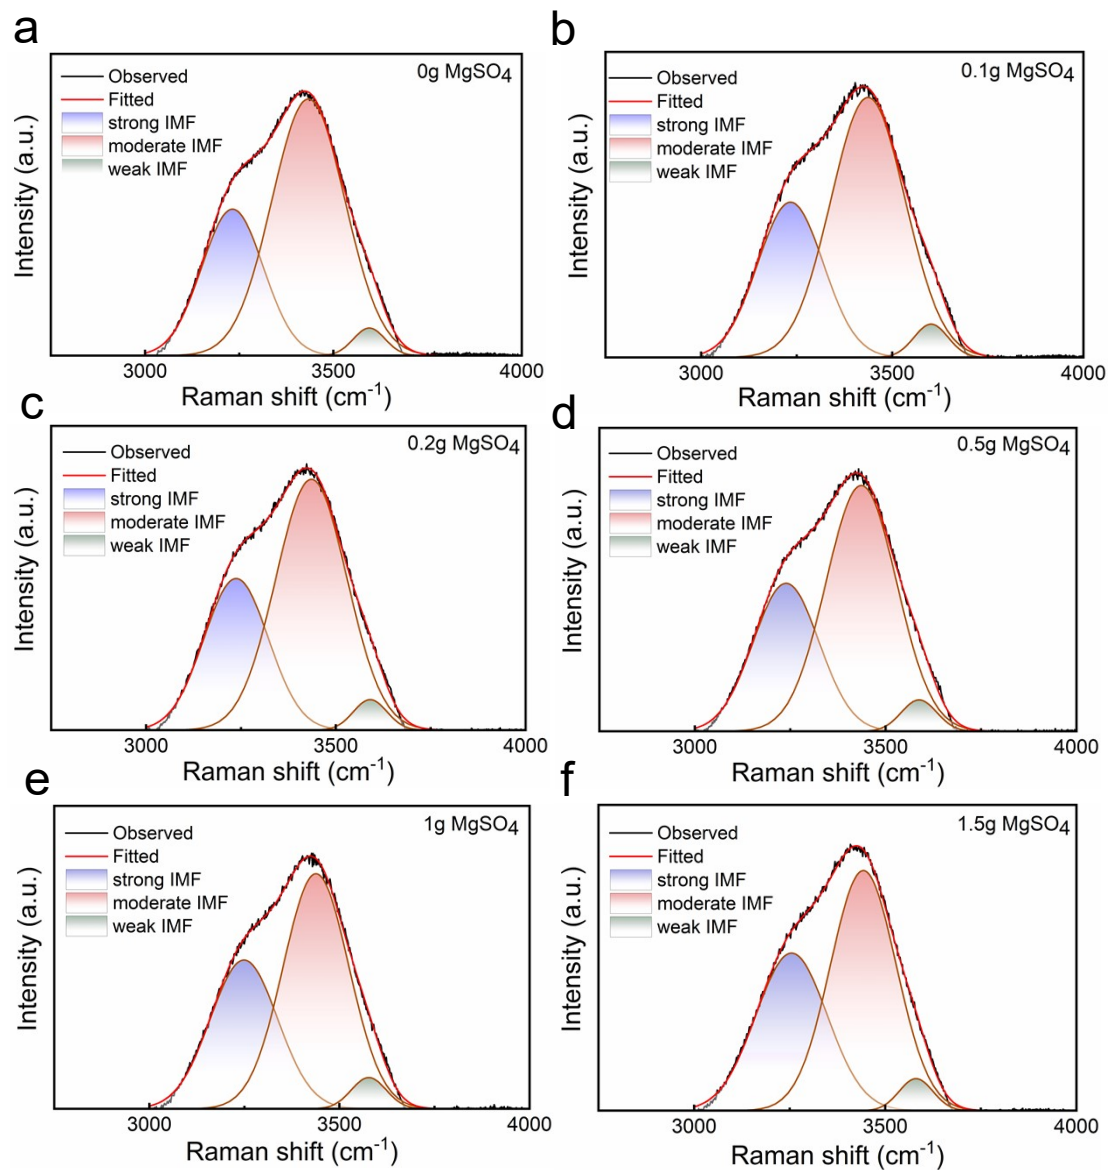 a
Observed
Fitted
strong IMF
moderate IMF
weak IMF
0g MgSO4
Intensity (a.u.)
3000 3500 4000
Raman shift (cm-1)
b
Observed
Fitted
strong IMF
moderate IMF
weak IMF
0.1g MgSO4
Intensity (a.u.)
3000 3500 4000
Raman shift (cm-1)
c
Observed
Fitted
strong IMF
moderate IMF
weak IMF
0.2g MgSO4
Intensity (a.u.)
3000 3500 4000
Raman shift (cm-1)
d
Observed
Fitted
strong IMF
moderate IMF
weak IMF
0.5g MgSO4
Intensity (a.u.)
3000 3500 4000
Raman shift (cm-1)
e
Observed
Fitted
strong IMF
moderate IMF
weak IMF
1g MgSO4
Intensity (a.u.)
3000 3500 4000
Raman shift (cm-1)
f
Observed
Fitted
strong IMF
moderate IMF
weak IMF
1.5g MgSO4
Intensity (a.u.)
3000 3500 4000
Raman shift (cm-1)